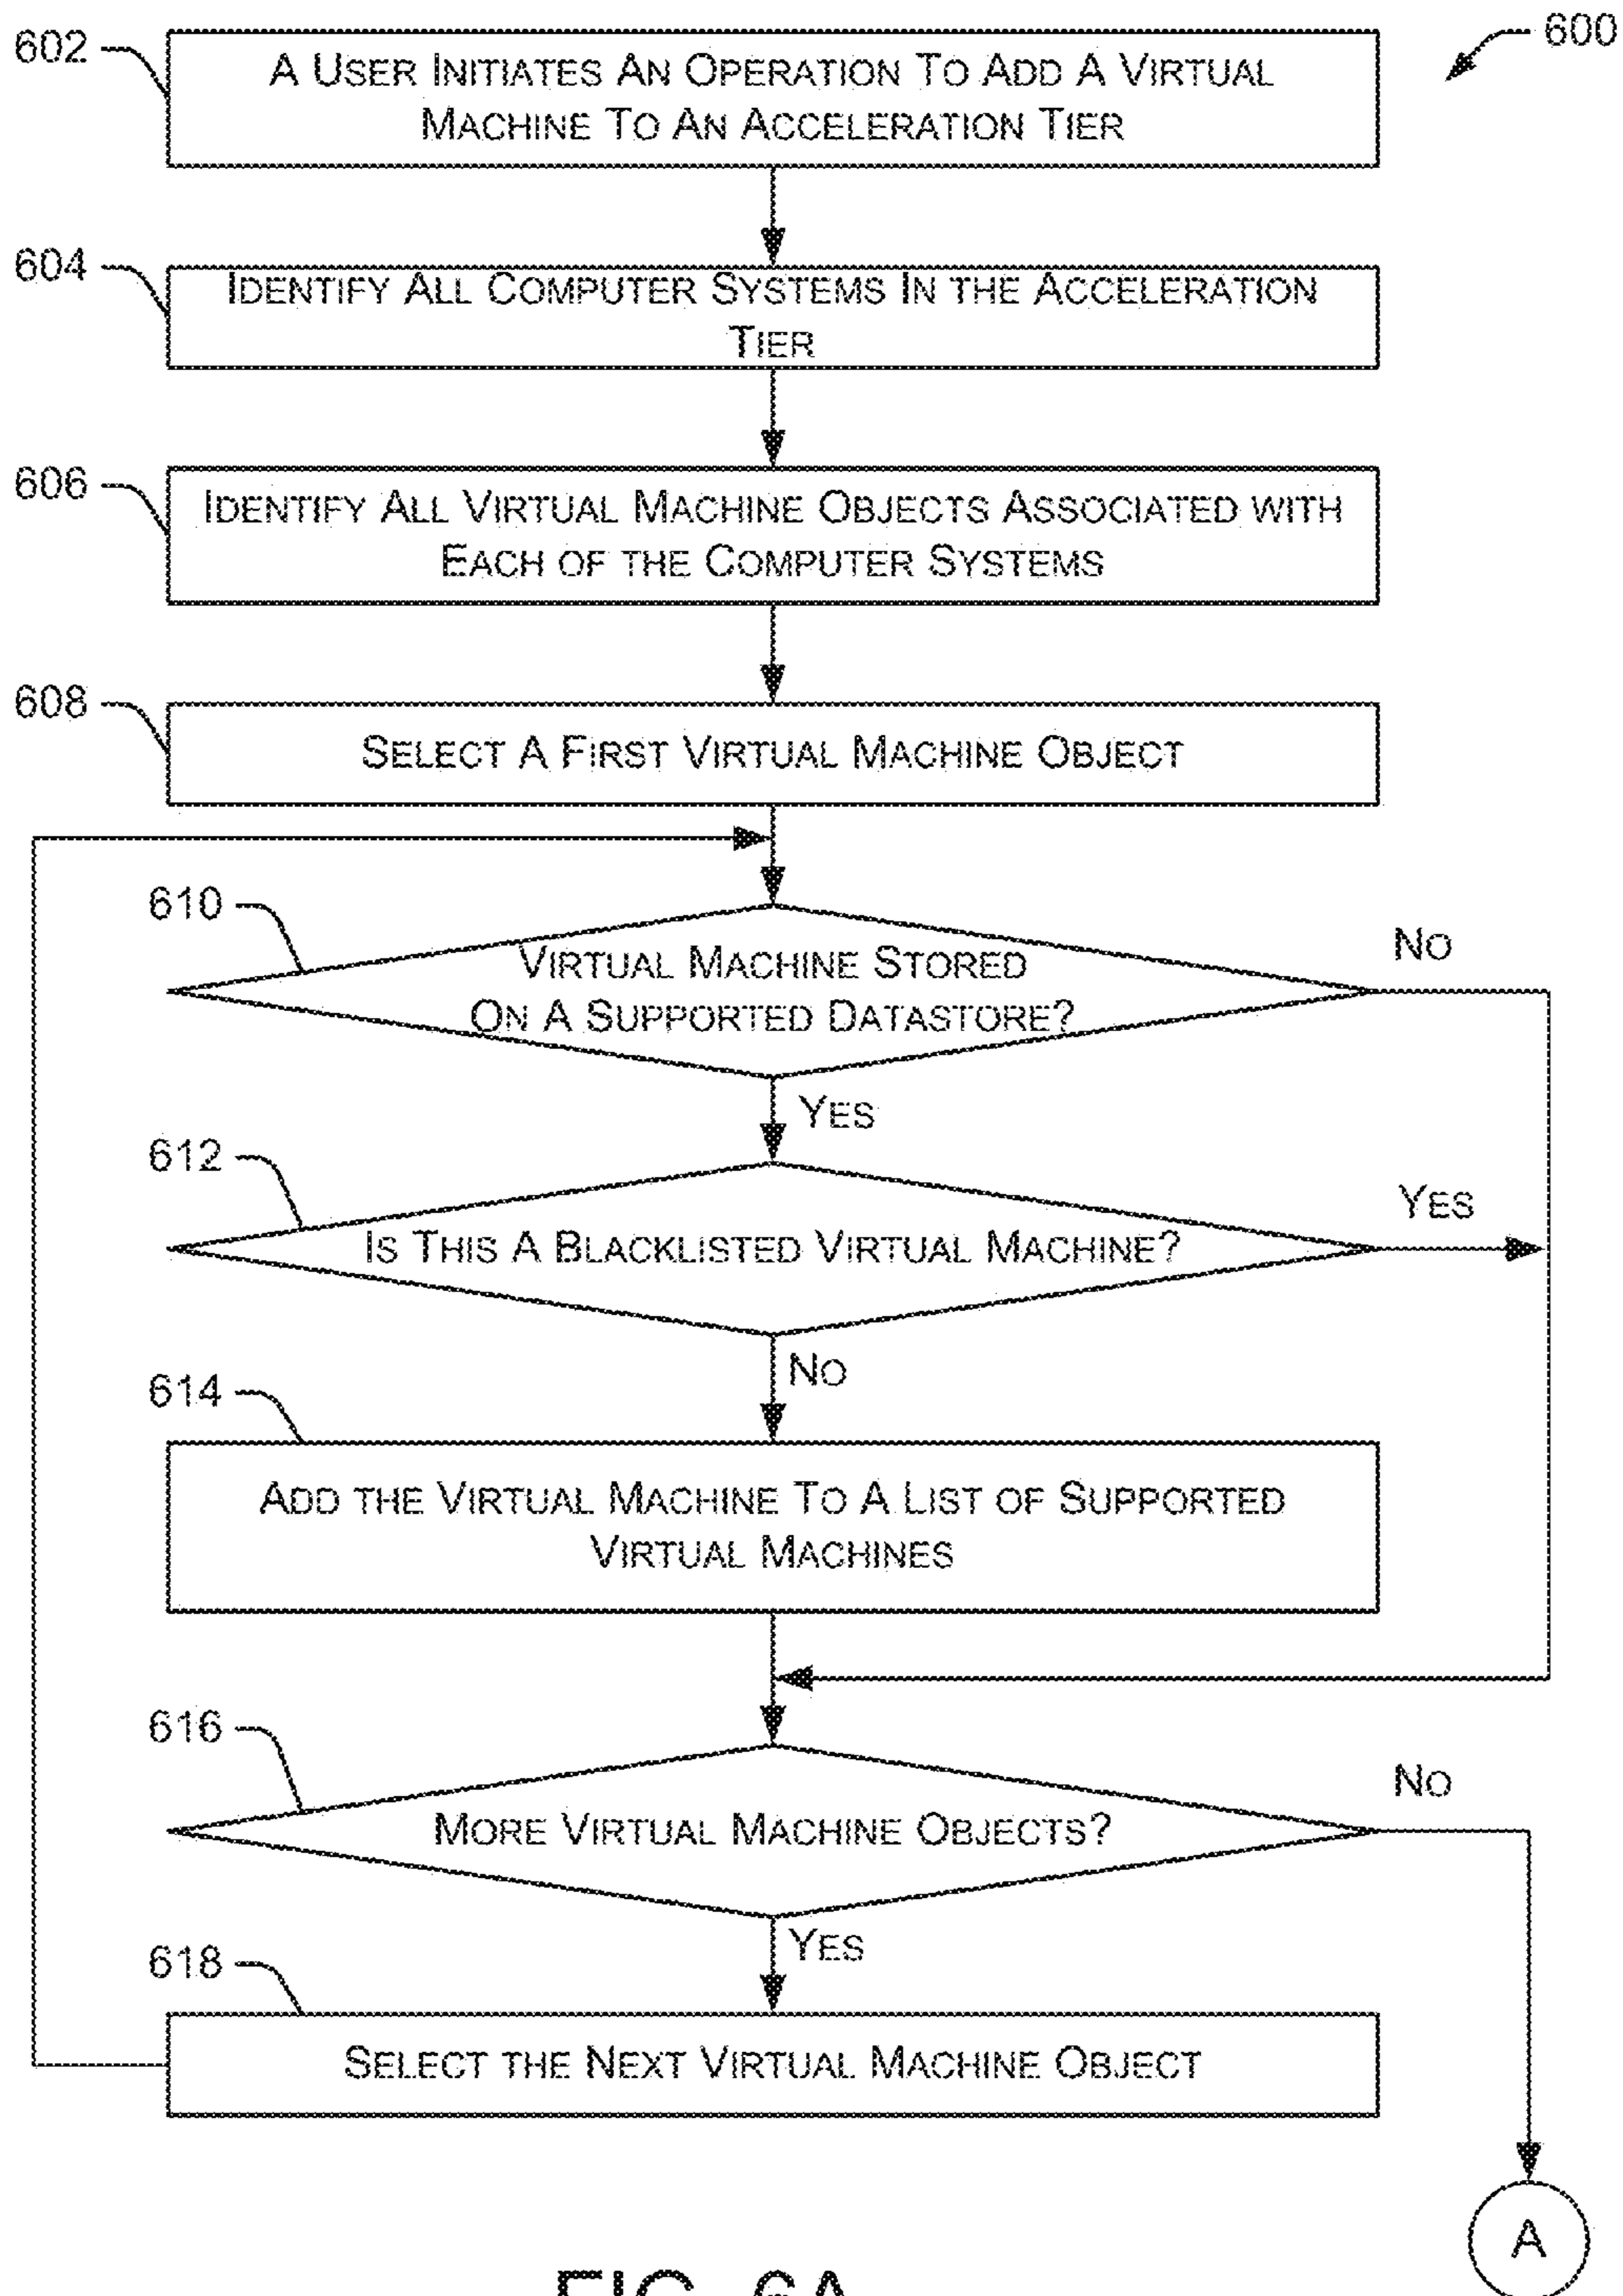 600
602
A USER INITIATES AN OPERATION TO ADD A VIRTUAL
MACHINE TO AN ACCELERATION TIER
604
IDENTIFY ALL COMPUTER SYSTEMS IN THE ACCELERATION
TIER
606
IDENTIFY ALL VIRTUAL MACHINE OBJECTS ASSOCIATED WITH
EACH OF THE COMPUTER SYSTEMS
608
SELECT A FIRST VIRTUAL MACHINE OBJECT
610
VIRTUAL MACHINE STORED
ON A SUPPORTED DATASTORE?
NO
YES
612
IS THIS A BLACKLISTED VIRTUAL MACHINE?
YES
NO
614
ADD THE VIRTUAL MACHINE TO A LIST OF SUPPORTED
VIRTUAL MACHINES
616
MORE VIRTUAL MACHINE OBJECTS?
NO
YES
618
SELECT THE NEXT VIRTUAL MACHINE OBJECT
A
FIG. 6A